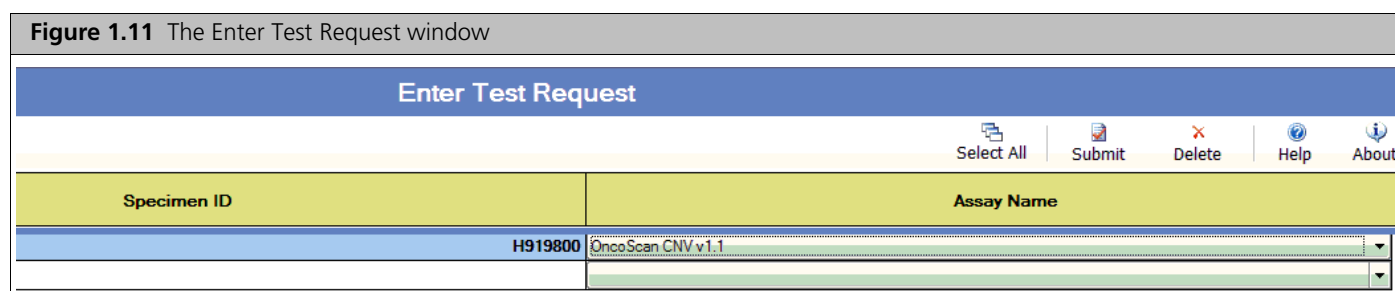 Figure 1.11 The Enter Test Request window
Enter Test Request
Select All Submit Delete Help About
Specimen ID Assay Name
H919800 OncoScan CNV v1.1